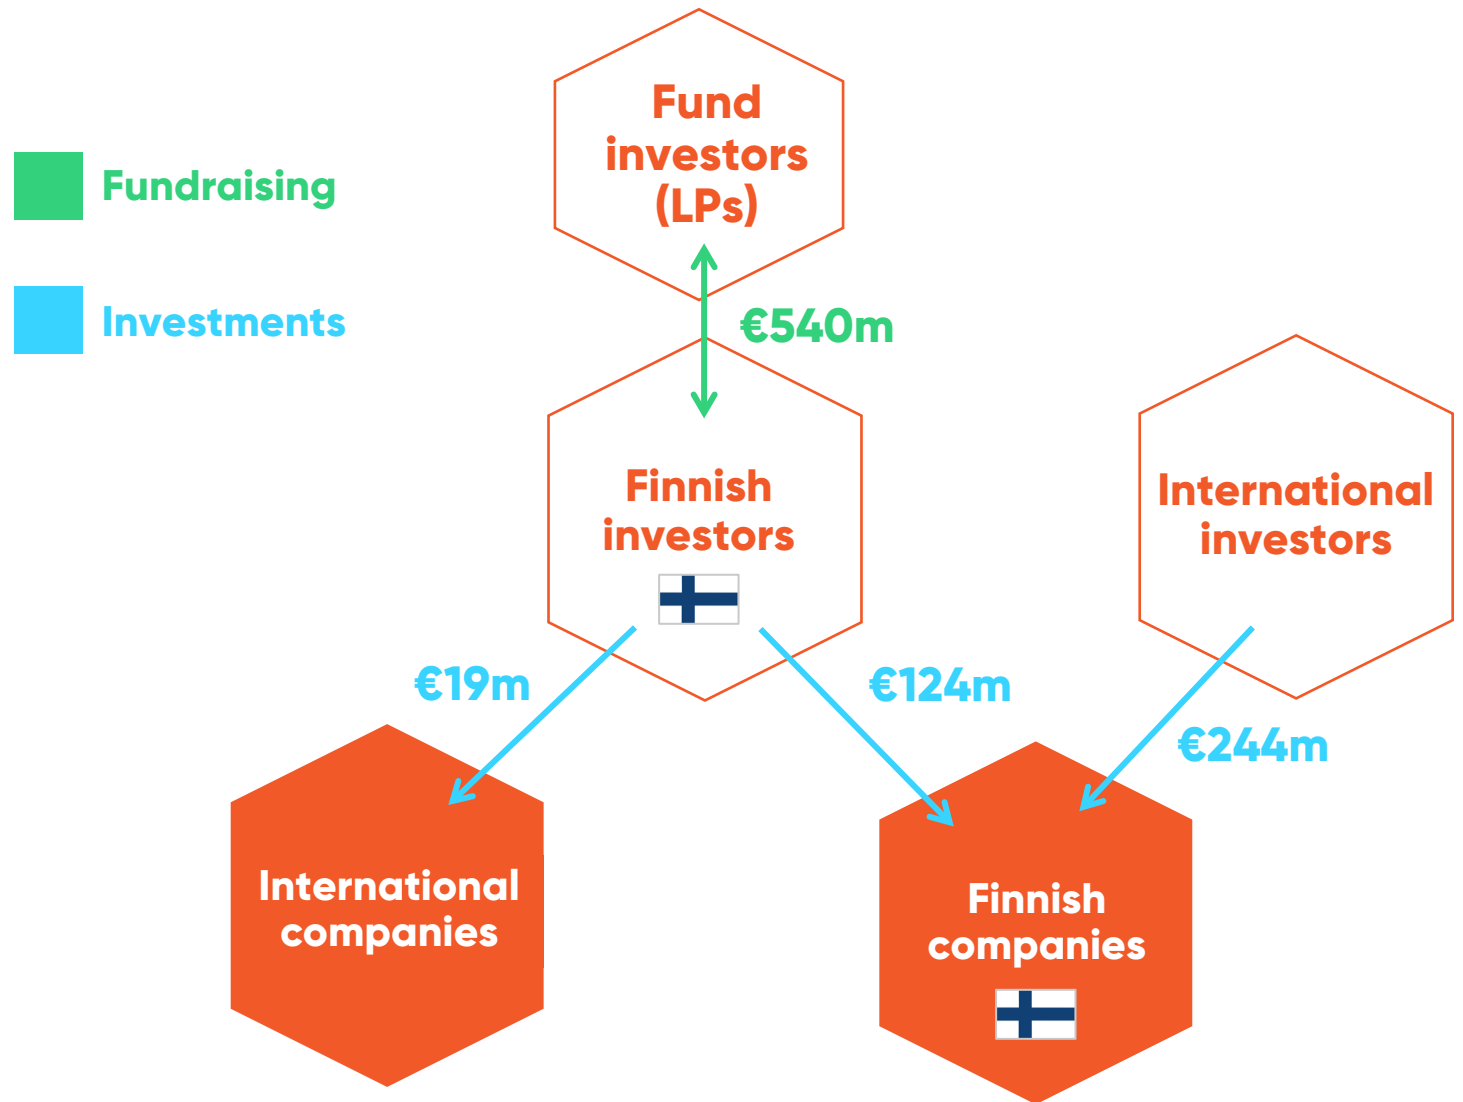 Fund
investors
(LPs)
Fundraising
Investments
€540m
Finnish
investors
International
investors
€19m
€124m
€244m
International
companies
Finnish
companies